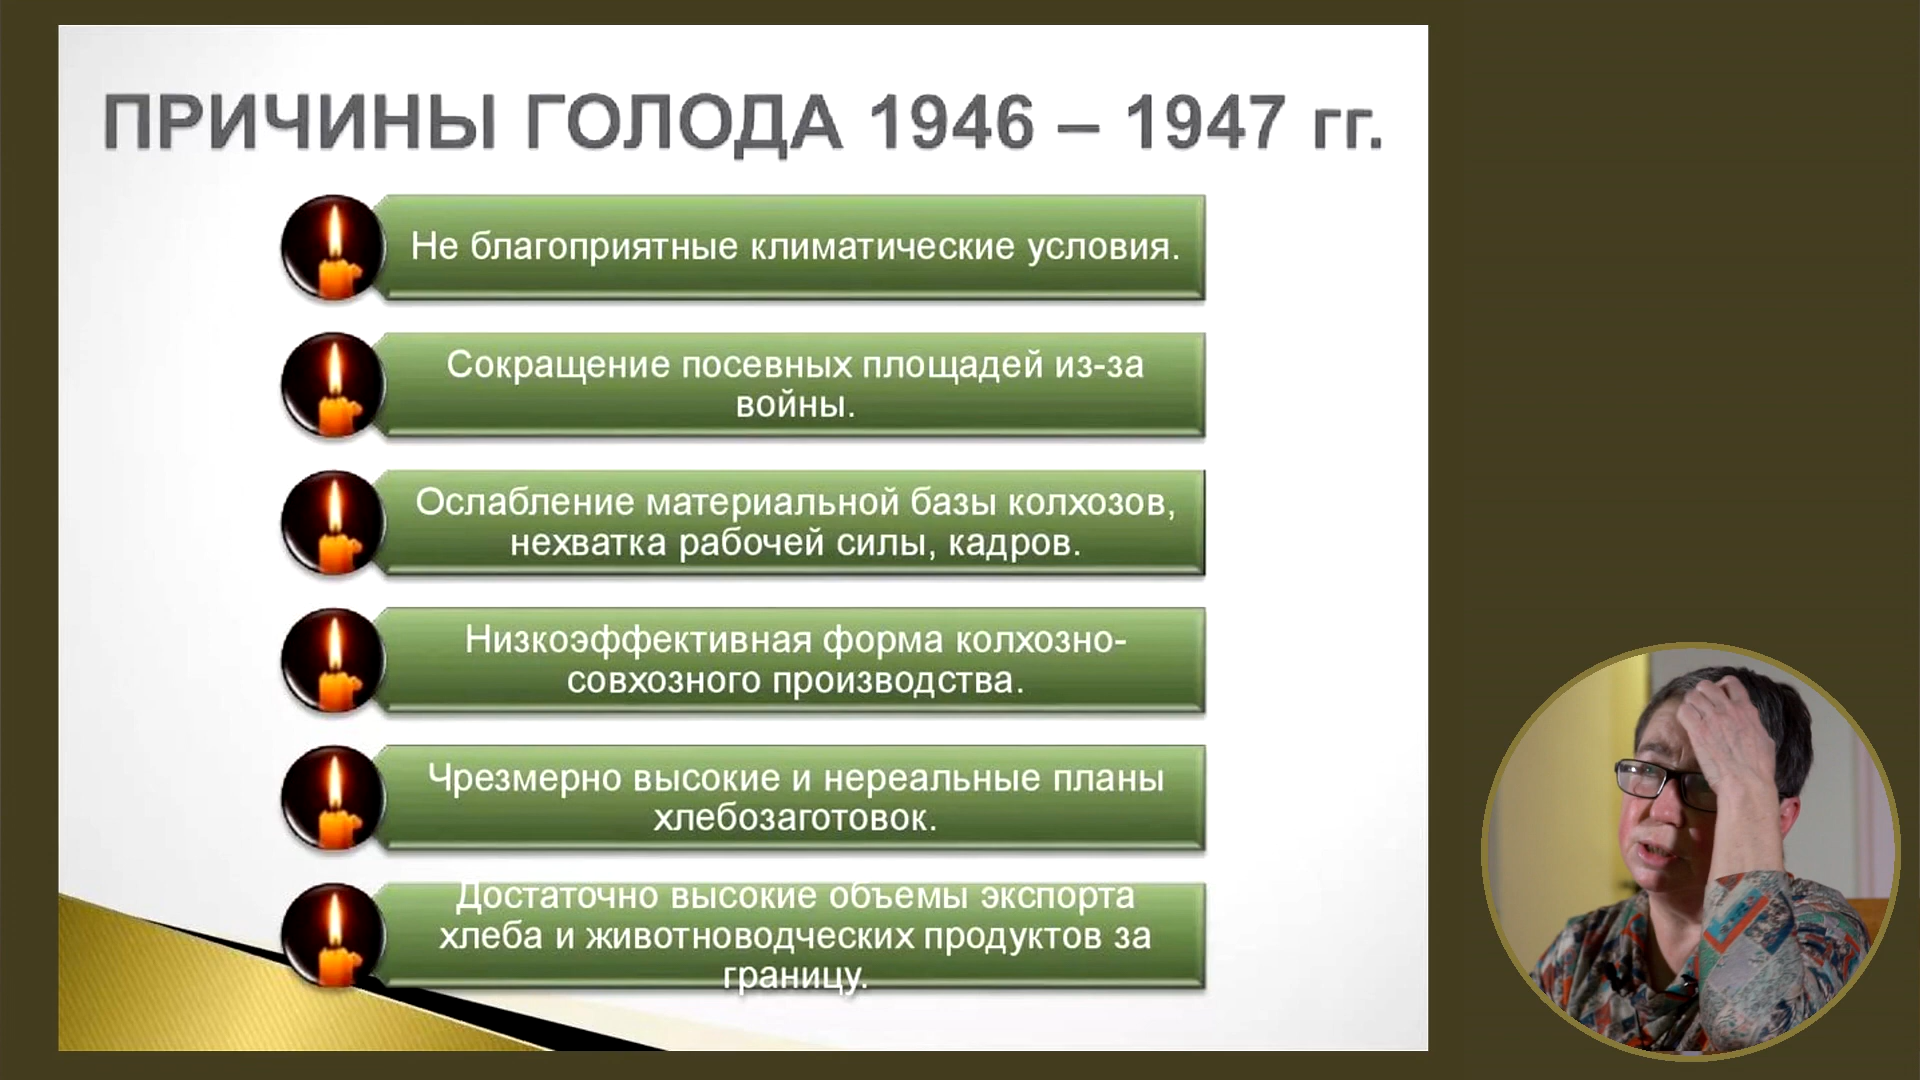 ПРИЧИНЫ ГОЛОДА 1946 – 1947 гг.
Не благоприятные климатические условия.
Сокращение посевных площадей из-за
войны.
Ослабление материальной базы колхозов,
нехватка рабочей силы, кадров.
Низкоэффективная форма колхозно-
совхозного производства.
Чрезмерно высокие и нереальные планы
хлебозаготовок.
Достаточно высокие объемы экспорта
хлеба и животноводческих продуктов за
границу.